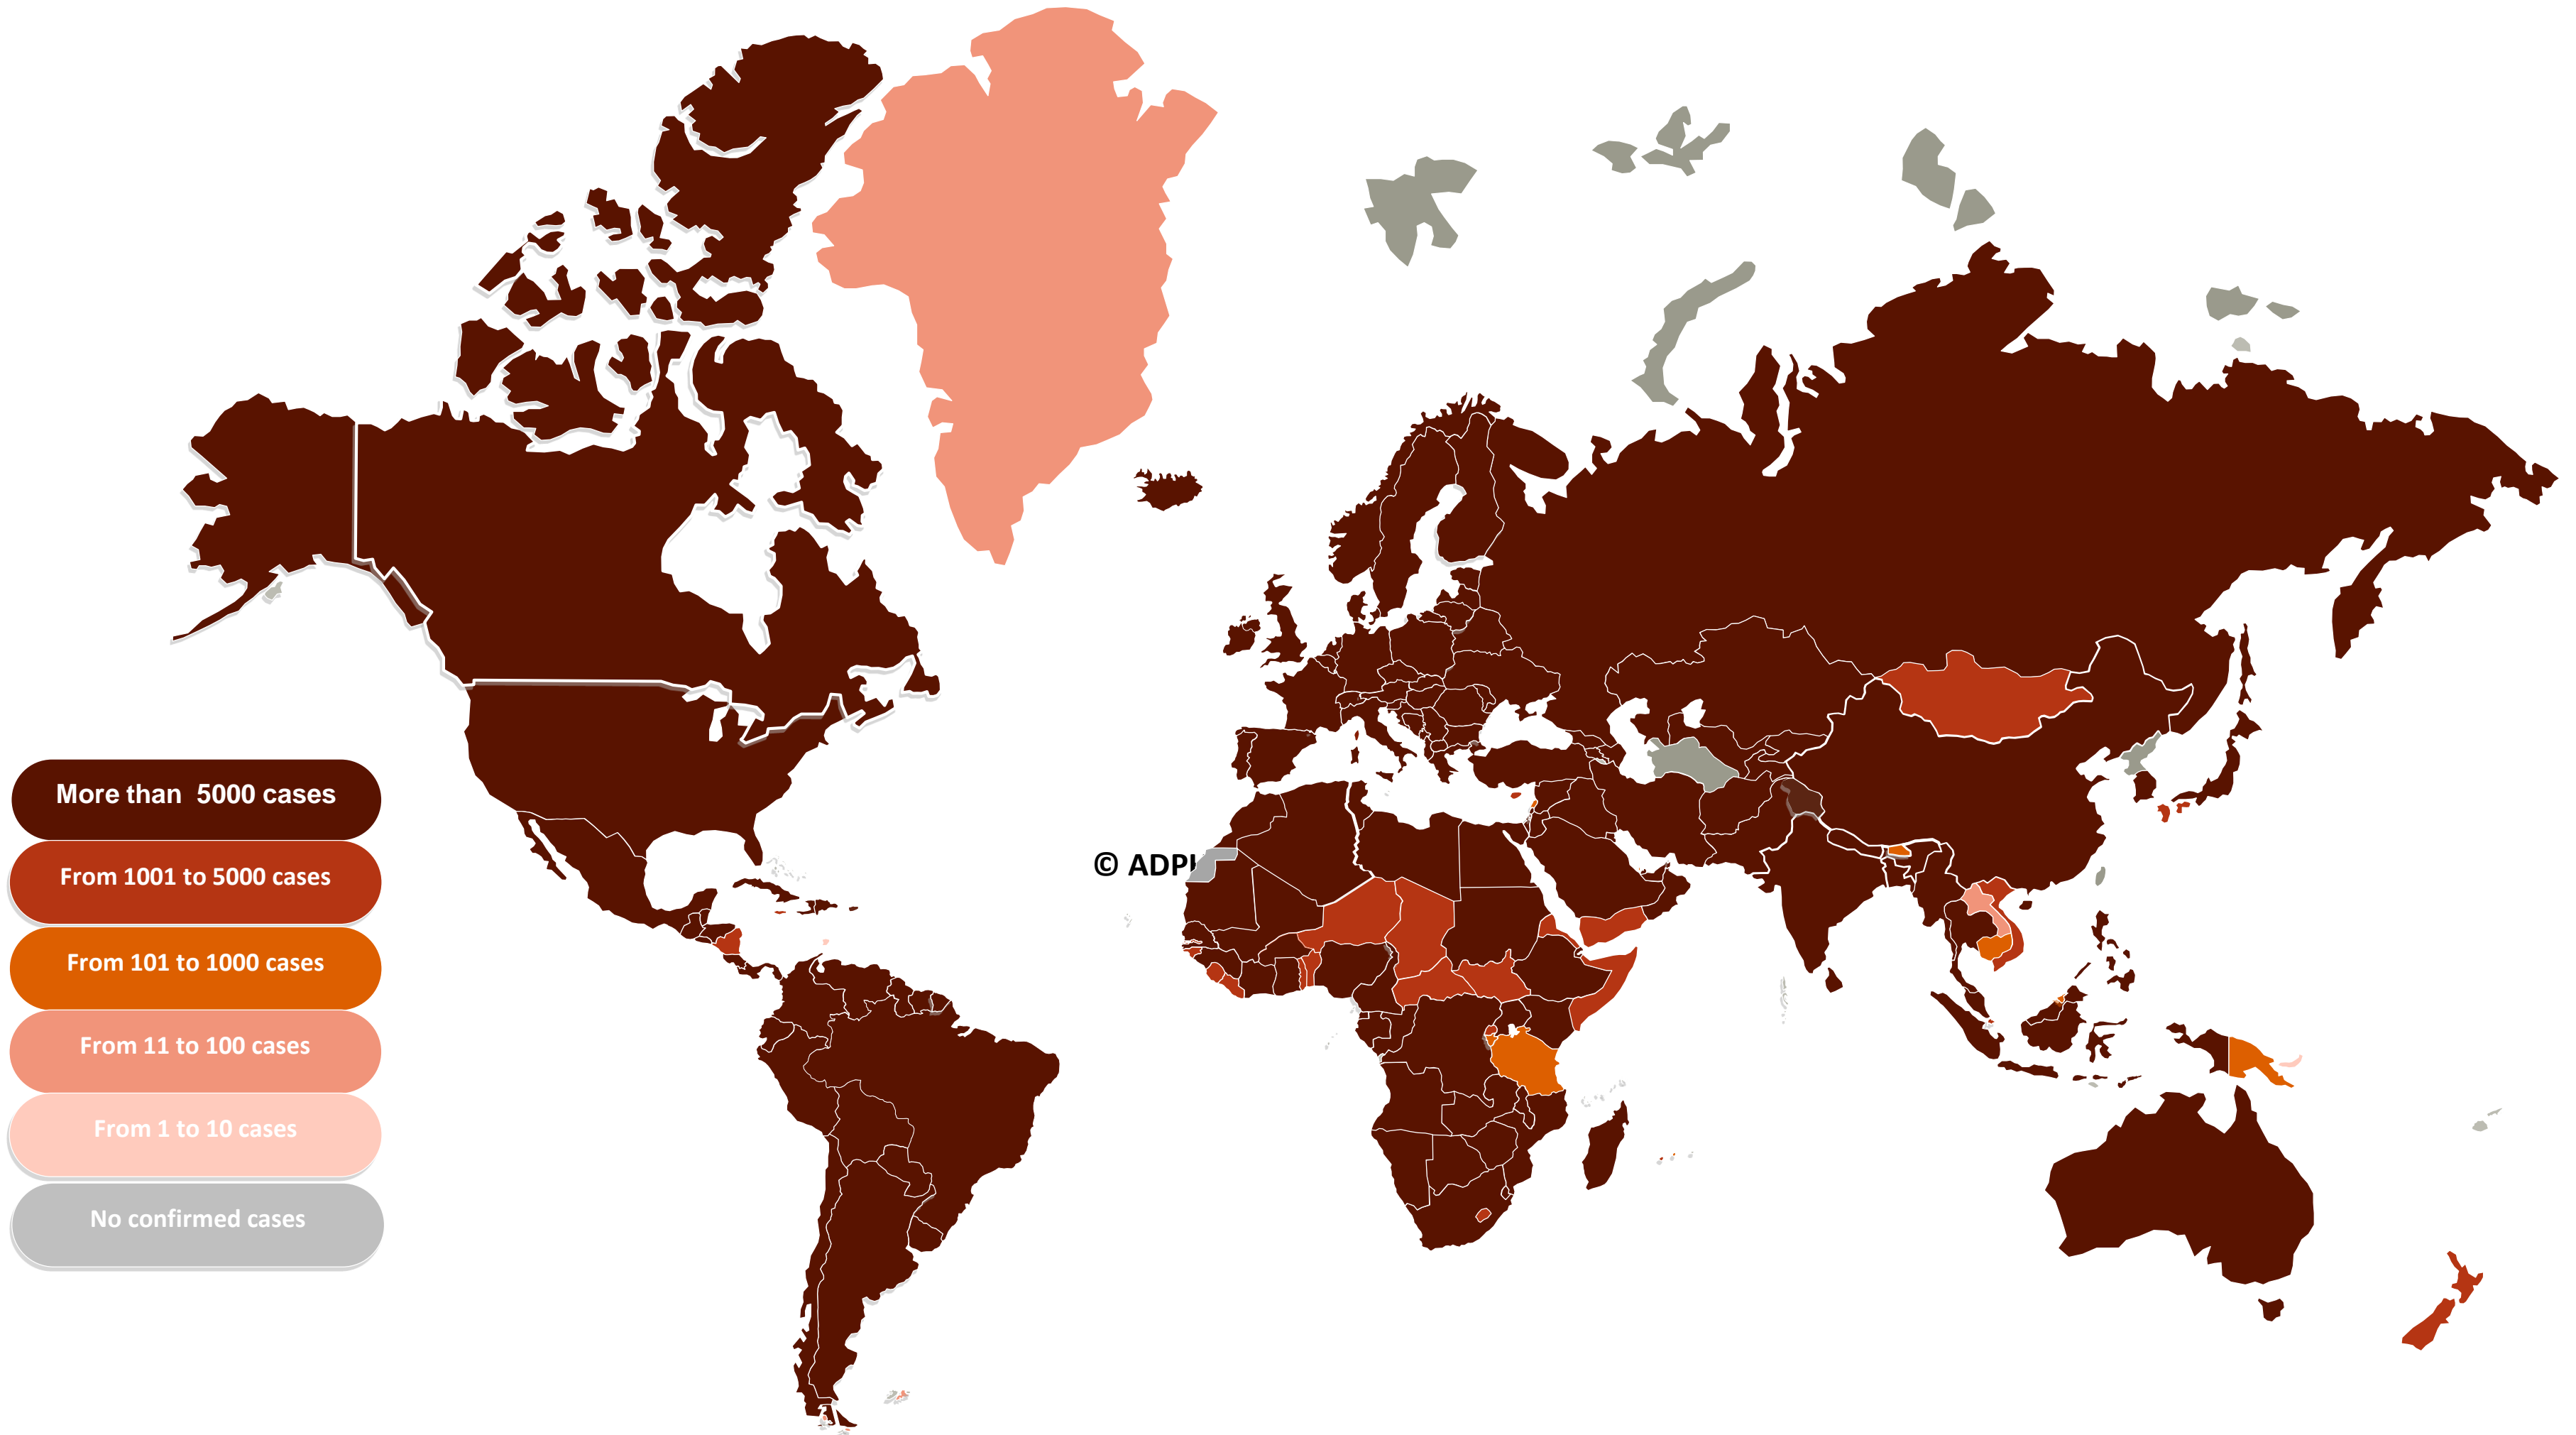 More than 5000 cases
From 1001 to 5000 cases
From 101 to 1000 cases
From 11 to 100 cases
From 1 to 10 cases
No confirmed cases
© ADPH